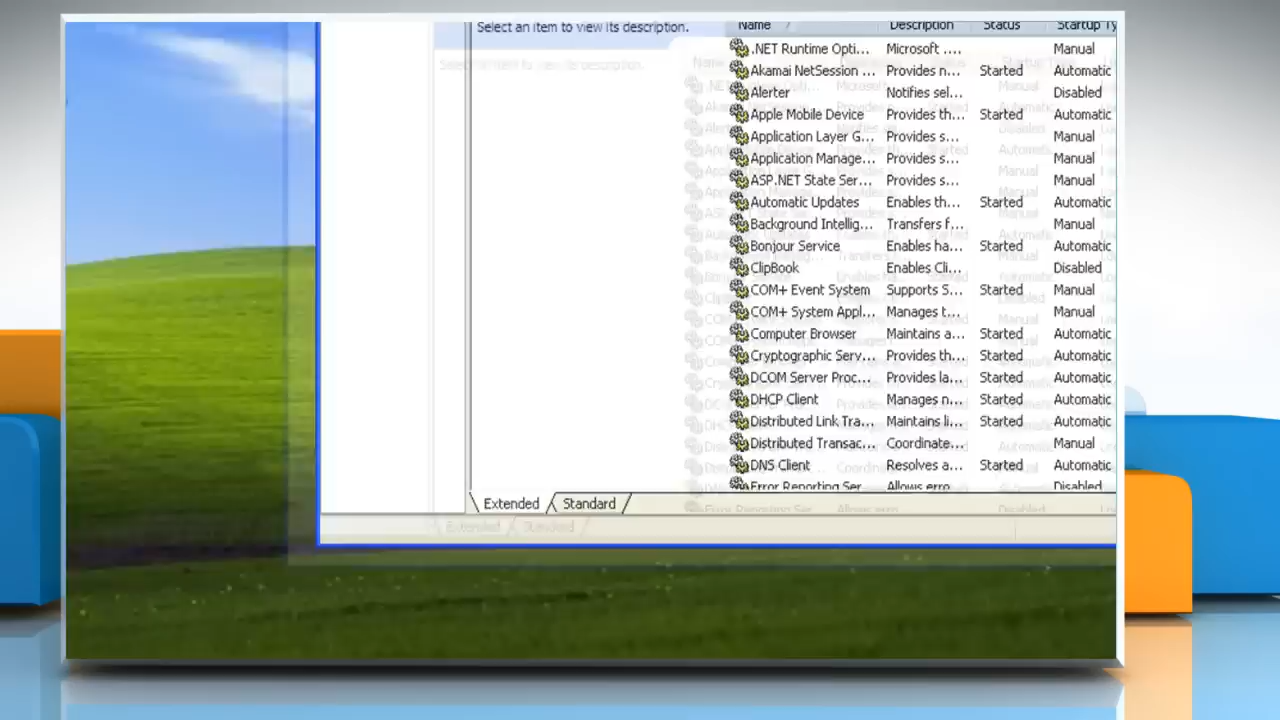 Select an item to view its description.
Name Description Status Startup Ty
.NET Runtime Opti... Microsoft .... Manual
Akamai NetSession ... Provides n... Started Automatic
Alerter Notifies sel... Disabled
Apple Mobile Device Provides th... Started Automatic
Application Layer G... Provides s... Manual
Application Manage... Provides s... Manual
ASP.NET State Ser... Provides s... Manual
Automatic Updates Enables th... Started Automatic
Background Intellig... Transfers f... Manual
Bonjour Service Enables ha... Started Automatic
ClipBook Enables Cli... Disabled
COM+ Event System Supports S... Started Manual
COM+ System Appl... Manages t... Manual
Computer Browser Maintains a... Started Automatic
Cryptographic Serv... Provides th... Started Automatic
DCOM Server Proc... Provides la... Started Automatic
DHCP Client Manages n... Started Automatic
Distributed Link Tra... Maintains li... Started Automatic
Distributed Transac... Coordinate... Manual
DNS Client Resolves a... Started Automatic
Error Reporting Ser... Allows erro... Disabled
Extended Standard